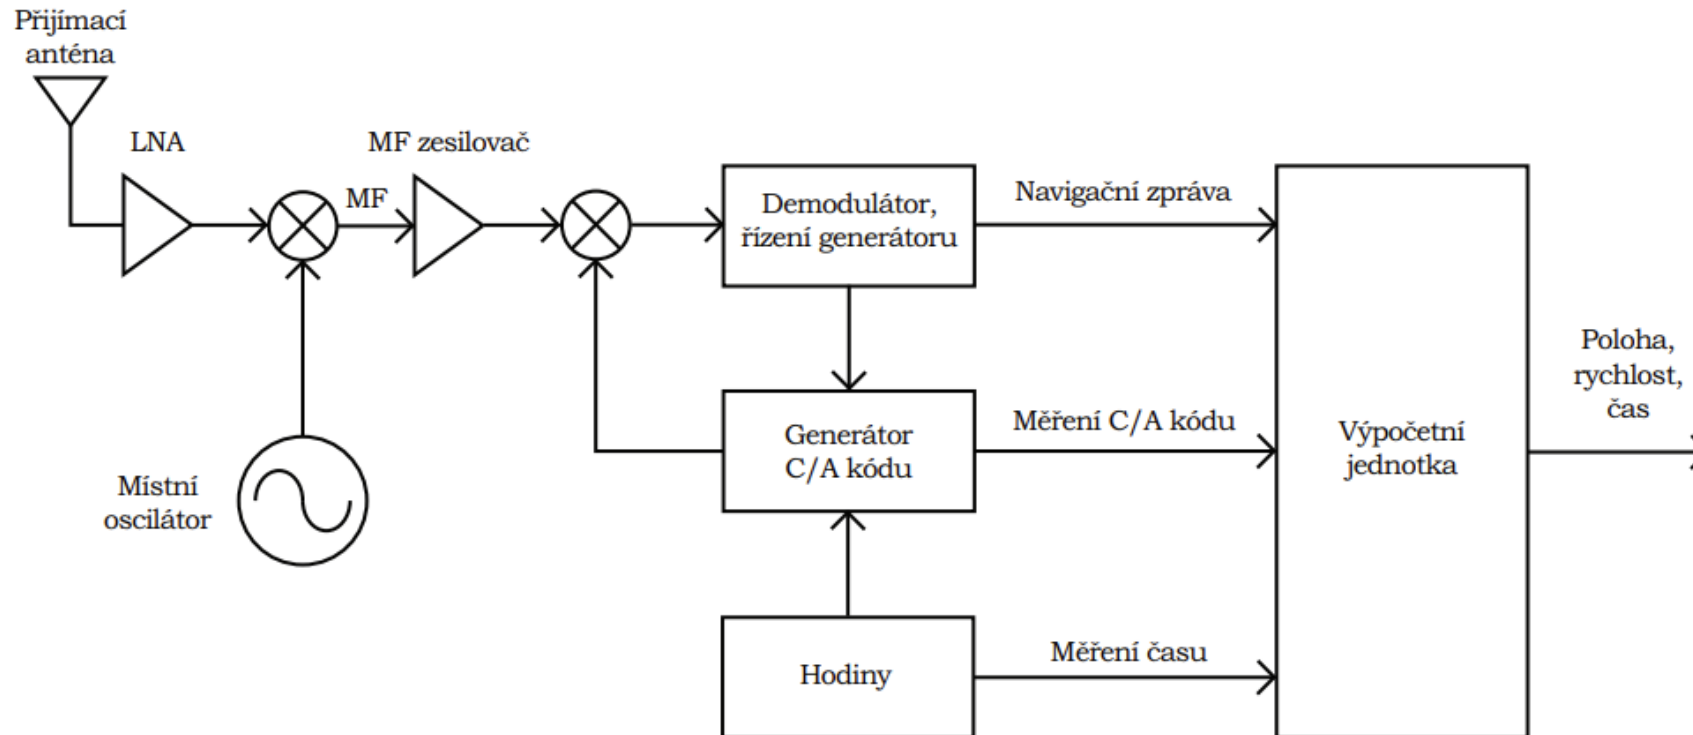 Přijímací
anténa
LNA
MF zesilovač
MF
Místní
oscilátor
Demodulátor,
řízení generátoru
Navigační zpráva
Generátor
C/A kódu
Měření C/A kódu
Hodiny
Měření času
Výpočetní
jednotka
Poloha,
rychlost,
čas